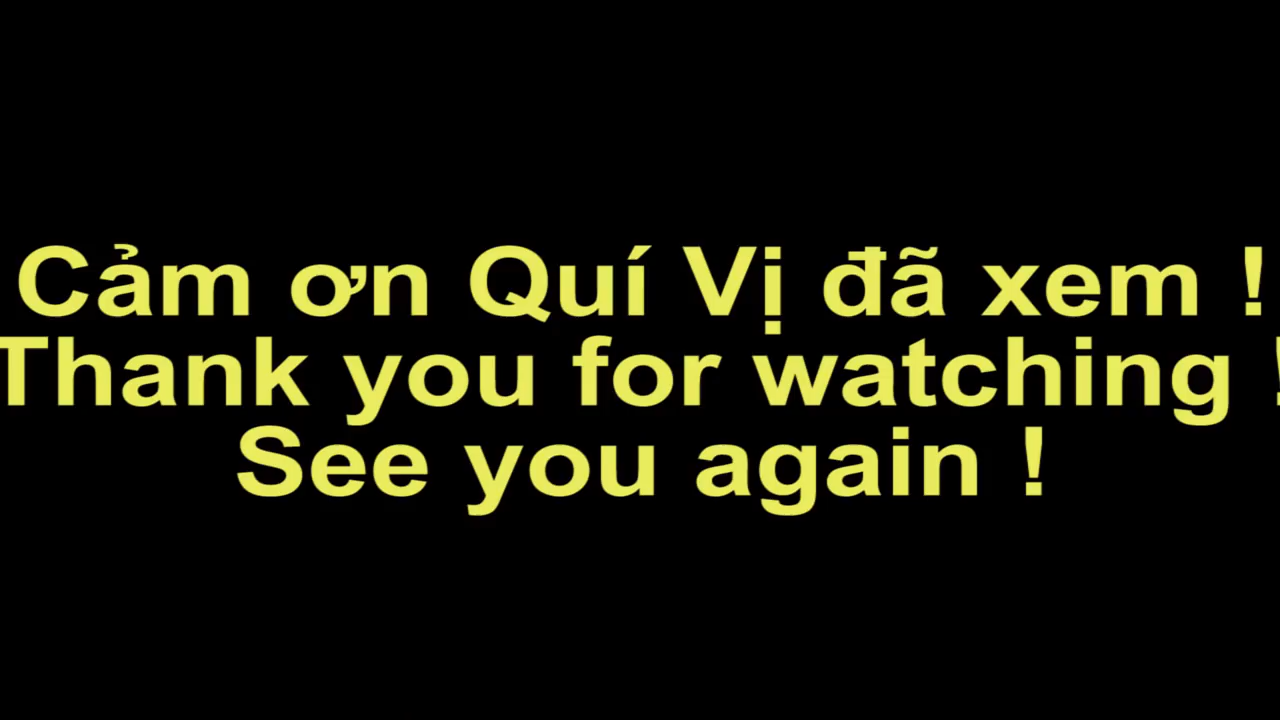 Cảm ơn Quí Vị đã xem !
Thank you for watching !
See you again !